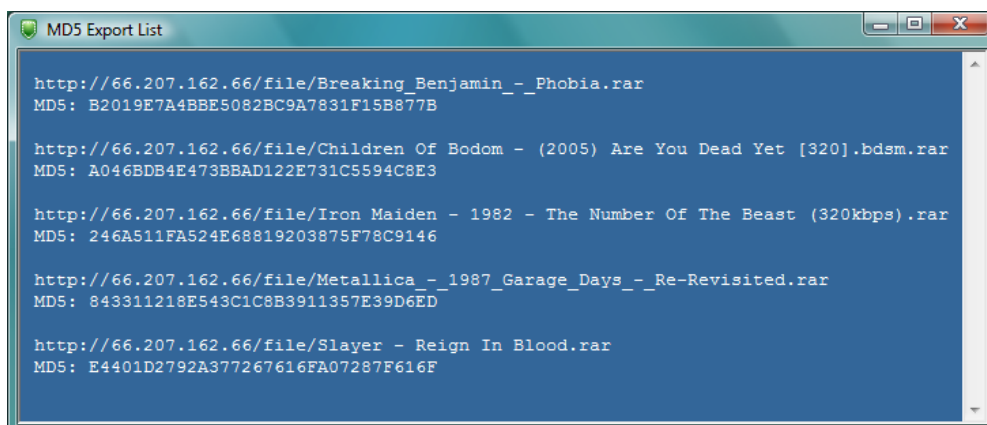 MD5 Export List
http://66.207.162.66/file/Breaking_Benjamin_-_Phobia.rar
MD5: B2019E7A4BBE5082BC9A7831F15B877B
http://66.207.162.66/file/Children Of Bodom - (2005) Are You Dead Yet [320].bdsm.rar
MD5: A046BDB4E473BBAD122E731C5594C8E3
http://66.207.162.66/file/Iron Maiden - 1982 - The Number Of The Beast (320kbps).rar
MD5: 246A511FA524E68819203875F78C9146
http://66.207.162.66/file/Metallica_-_1987_Garage_Days_-_Re-Revisited.rar
MD5: 843311218E543C1C8B3911357E39D6ED
http://66.207.162.66/file/Slayer - Reign In Blood.rar
MD5: E4401D2792A377267616FA07287F616F